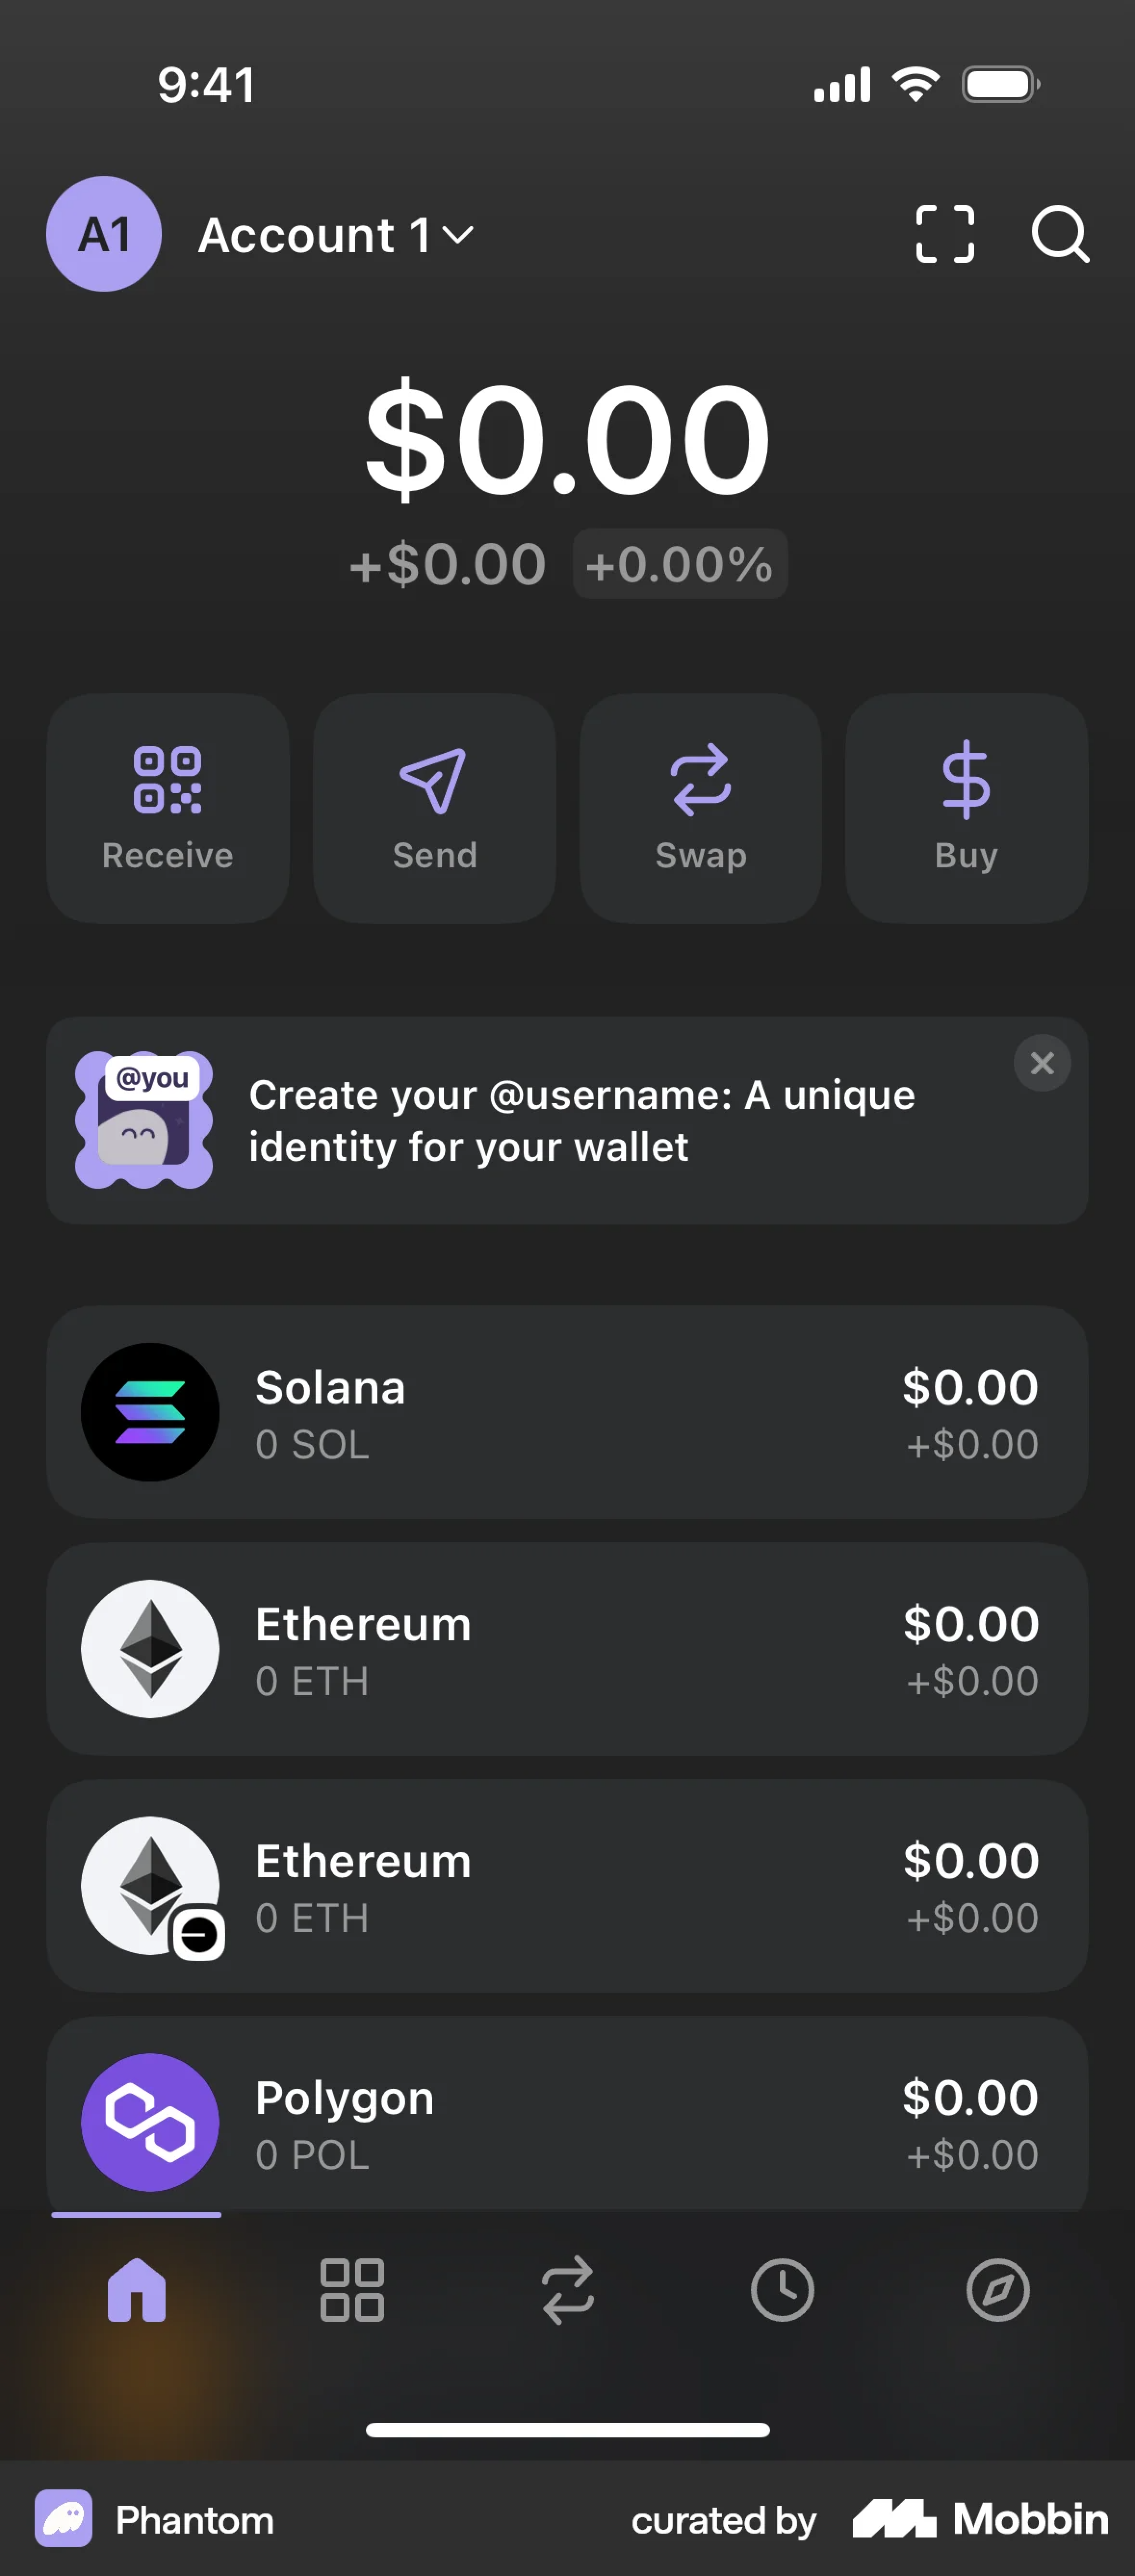 9:41
A1
Account 1
$0.00
+$0.00 +0.00%
Receive Send Swap Buy
@you
Create your @username: A unique
identity for your wallet
Solana $0.00
0 SOL +$0.00
Ethereum $0.00
0 ETH +$0.00
Ethereum $0.00
0 ETH +$0.00
Polygon $0.00
0 POL +$0.00
Phantom curated by Mobbin